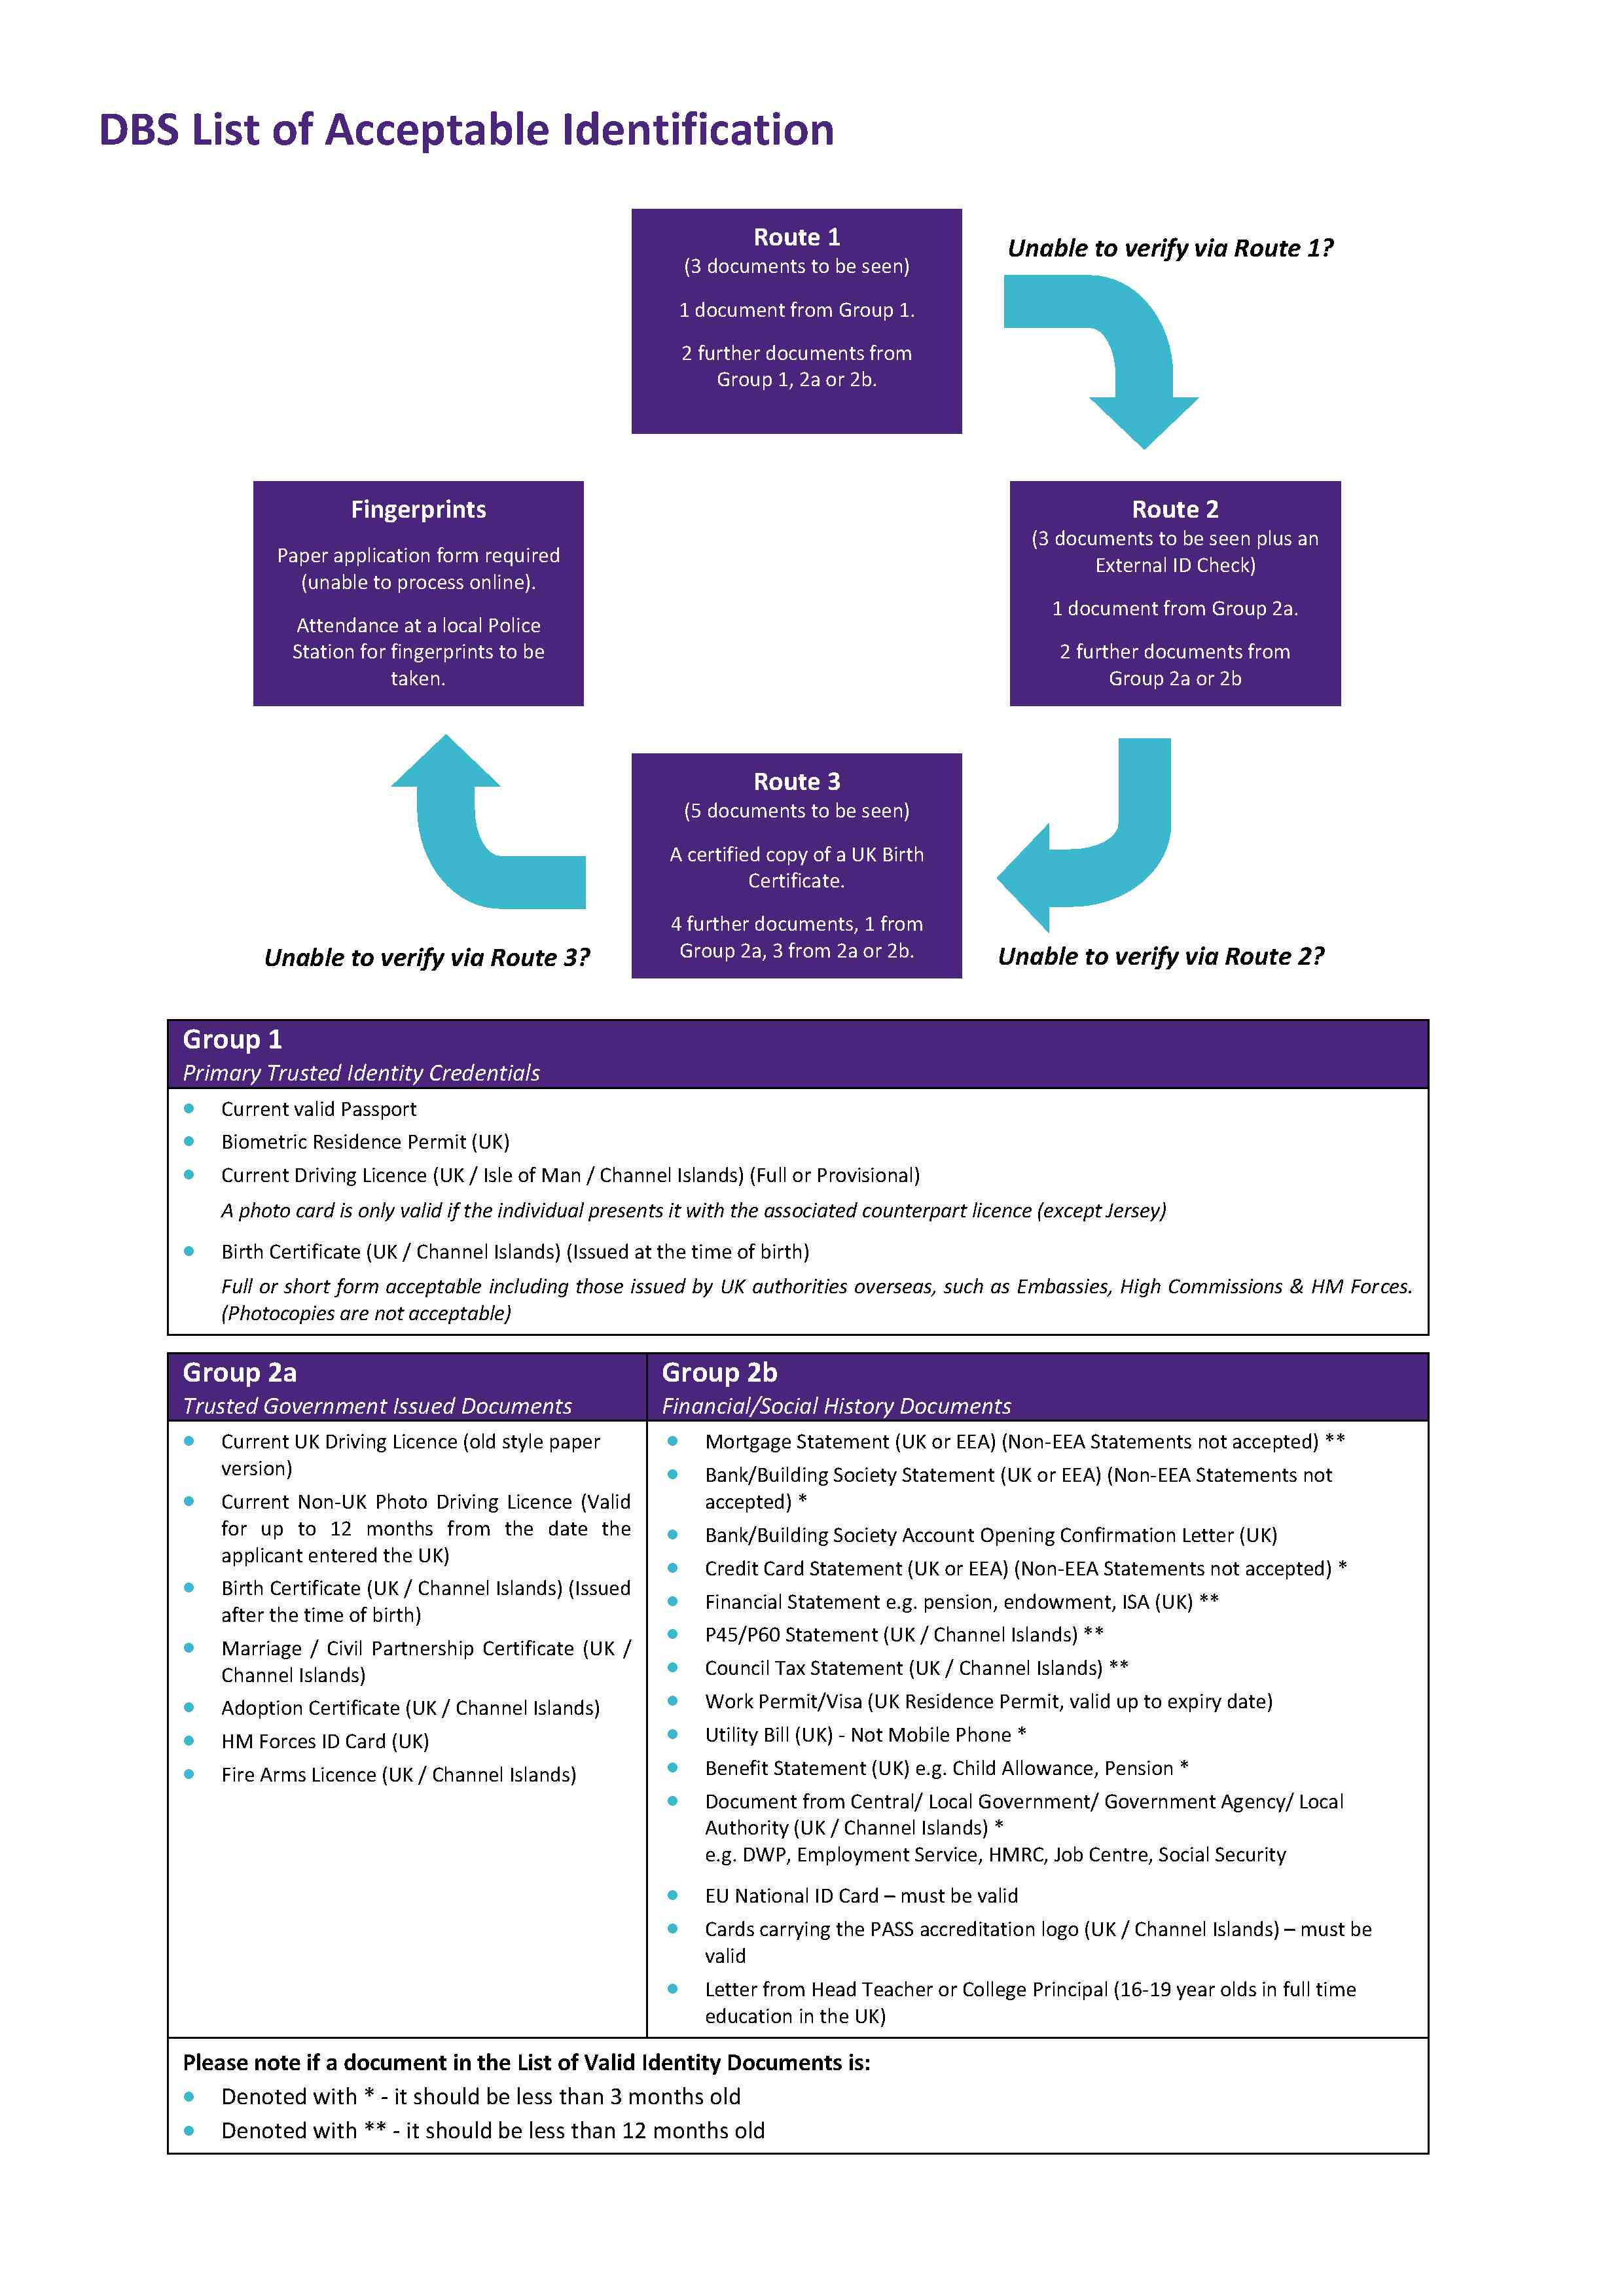 DBS List of Acceptable Identification
Route 1
(3 documents to be seen)
1 document from Group 1.
2 further documents from
Group 1, 2a or 2b.
Unable to verify via Route 1?
Fingerprints
Paper application form required
(unable to process online).
Attendance at a local Police
Station for fingerprints to be
taken.
Route 2
(3 documents to be seen plus an
External ID Check)
1 document from Group 2a.
2 further documents from
Group 2a or 2b
Route 3
(5 documents to be seen)
A certified copy of a UK Birth
Certificate.
4 further documents, 1 from
Group 2a, 3 from 2a or 2b.
Unable to verify via Route 3?
Unable to verify via Route 2?
Group 1
Primary Trusted Identity Credentials
Current valid Passport
Biometric Residence Permit (UK)
Current Driving Licence (UK / Isle of Man / Channel Islands) (Full or Provisional)
A photo card is only valid if the individual presents it with the associated counterpart licence (except Jersey)
Birth Certificate (UK / Channel Islands) (Issued at the time of birth)
Full or short form acceptable including those issued by UK authorities overseas, such as Embassies, High Commissions & HM Forces.
(Photocopies are not acceptable)
Group 2a
Trusted Government Issued Documents
Current UK Driving Licence (old style paper
version)
Current Non-UK Photo Driving Licence (Valid
for up to 12 months from the date the
applicant entered the UK)
Birth Certificate (UK / Channel Islands) (Issued
after the time of birth)
Marriage / Civil Partnership Certificate (UK /
Channel Islands)
Adoption Certificate (UK / Channel Islands)
HM Forces ID Card (UK)
Fire Arms Licence (UK / Channel Islands)
Group 2b
Financial/Social History Documents
Mortgage Statement (UK or EEA) (Non-EEA Statements not accepted) **
Bank/Building Society Statement (UK or EEA) (Non-EEA Statements not
accepted) *
Bank/Building Society Account Opening Confirmation Letter (UK)
Credit Card Statement (UK or EEA) (Non-EEA Statements not accepted) *
Financial Statement e.g. pension, endowment, ISA (UK) **
P45/P60 Statement (UK / Channel Islands) **
Council Tax Statement (UK / Channel Islands) **
Work Permit/Visa (UK Residence Permit, valid up to expiry date)
Utility Bill (UK) - Not Mobile Phone *
Benefit Statement (UK) e.g. Child Allowance, Pension *
Document from Central/ Local Government/ Government Agency/ Local
Authority (UK / Channel Islands) *
e.g. DWP, Employment Service, HMRC, Job Centre, Social Security
EU National ID Card – must be valid
Cards carrying the PASS accreditation logo (UK / Channel Islands) – must be
valid
Letter from Head Teacher or College Principal (16-19 year olds in full time
education in the UK)
Please note if a document in the List of Valid Identity Documents is:
Denoted with * - it should be less than 3 months old
Denoted with ** - it should be less than 12 months old